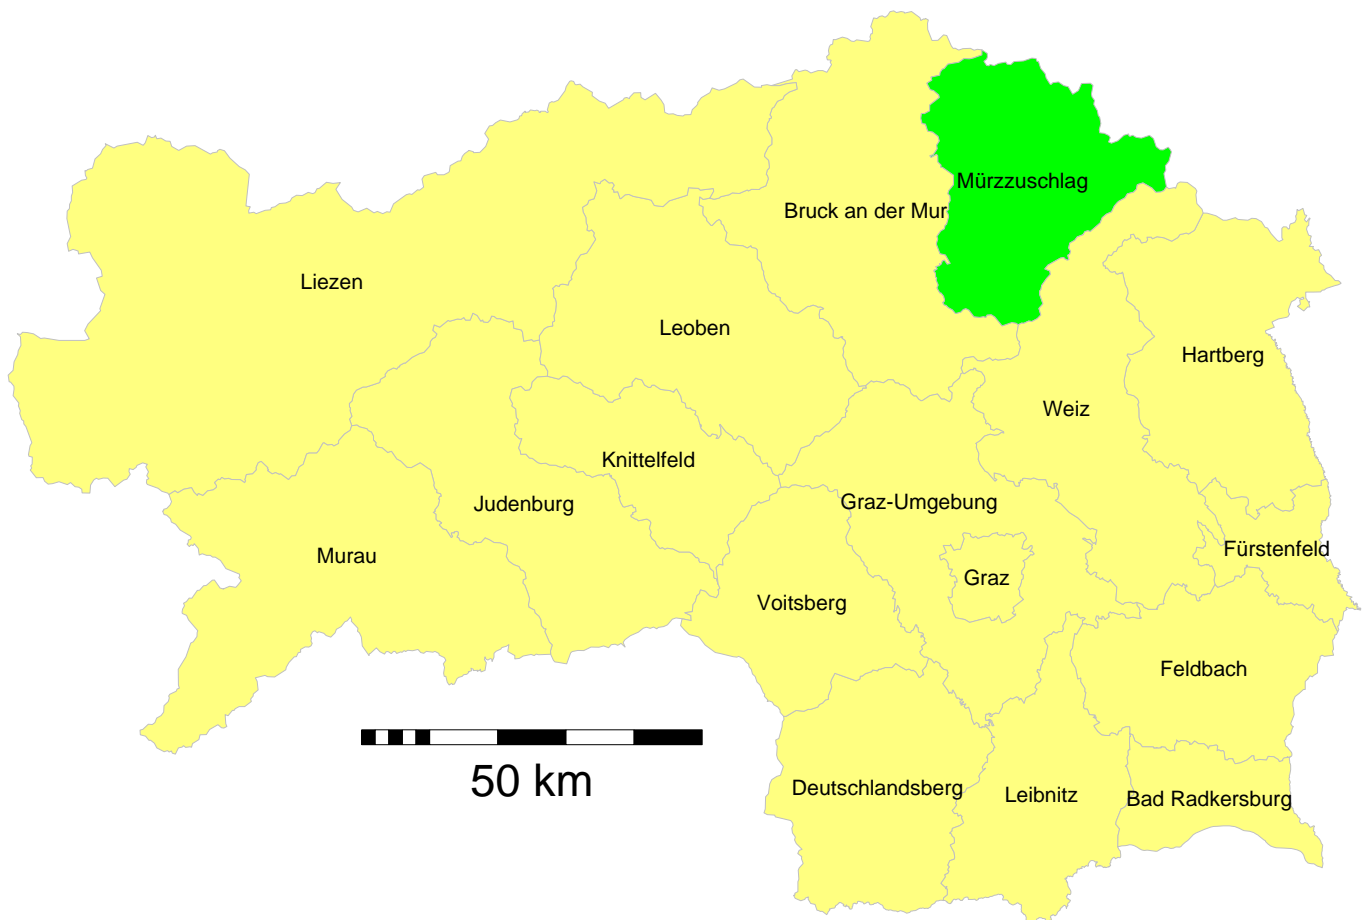 Mürzzuschlag
Bruck an der Mur
Liezen
Leoben
Hartberg
Weiz
Knittelfeld
Judenburg
Graz-Umgebung
Murau
Fürstenfeld
Graz
Voitsberg
Feldbach
50 km
Deutschlandsberg
Leibnitz
Bad Radkersburg